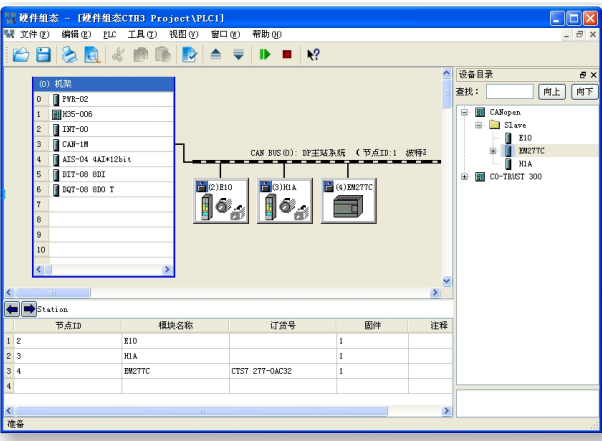 硬件组态 - [硬件组态CTH3 Project\PLC1]
文件(F) 编辑(E) PLC 工具(T) 视图(V) 窗口(W) 帮助(H)
(0) 机架
0 PWR-02
1 H35-006
2 INT-00
3 CAN-1M
4 AIS-04 4AI*12bit
5 DIT-08 8DI
6 DQT-08 8DO T
7
8
9
10
CAN BUS(0): DP主站系统 (节点ID:1 波特
(2)E10
(3)H1A
(4)EM277C
设备目录
查找: 向上 向下
CANopen
Slave
E10
EM277C
H1A
CO-TRUST 300
Station
节点ID 模块名称 订货号 固件 注释
1 2 E10 1
2 3 H1A 1
3 4 EM277C CTS7 277-0AC32 1
4
准备